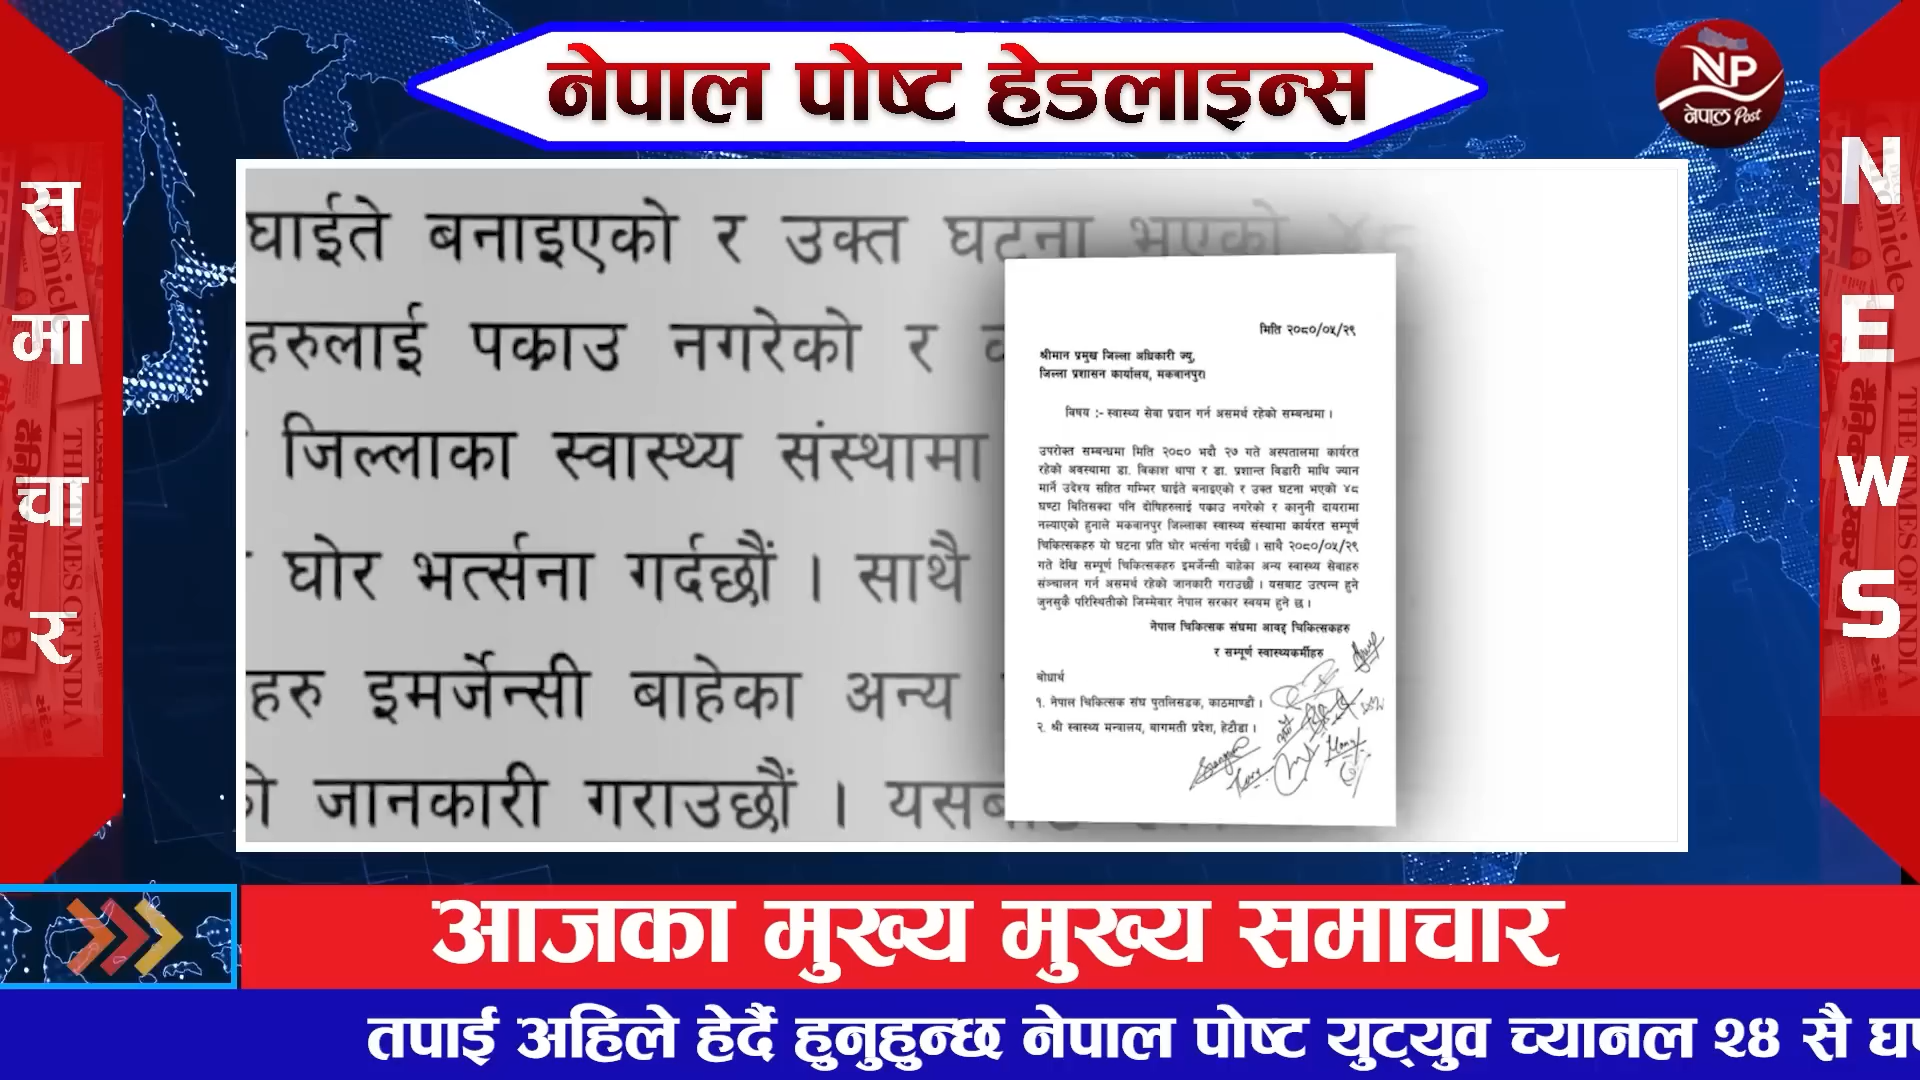 नेपाल पोष्ट हेडलाइन्स
NP
नेपाल Post
समाचार
NEWS
घाईते बनाइएको र उक्त घटना भएको ४८
हरुलाई पक्राउ नगरेको र
जिल्लाका स्वास्थ्य संस्थामा
घोर भर्त्सना गर्दछौं । साथै
हरु इमर्जेन्सी बाहेका अन्य
जानकारी गराउछौं ।
मिति २०८०/०५/२९
श्रीमान प्रमुख जिल्ला अधिकारी ज्यु,
जिल्ला प्रशासन कार्यालय, मकवानपुर।
विषय :- स्वास्थ्य सेवा प्रदान गर्न असमर्थ रहेको सम्बन्धमा ।
उपरोक्त सम्बन्धमा मिति २०८० भदौ २७ गते अस्पतालमा कार्यरत
रहेको अवस्थामा डा. विकाश थापा र डा. प्रशान्त विडारी माथि ज्यान
मार्ने उदेश्य सहित गम्भिर घाईते बनाइएको र उक्त घटना भएको ४८
घण्टा बितिसक्दा पनि दोषिहरुलाई पक्राउ नगरेको र कानुनी दायरामा
नल्याएको हुनाले मकवानपुर जिल्लाका स्वास्थ्य संस्थामा कार्यरत सम्पूर्ण
चिकित्सकहरु यो घटना प्रति घोर भर्त्सना गर्दछौं । साथै २०८०/०५/२९
गते देखि सम्पूर्ण चिकित्सकहरु इमर्जेन्सी बाहेका अन्य स्वास्थ्य सेवाहरु
संञ्चालन गर्न असमर्थ रहेको जानकारी गराउछौं । यसबाट उत्पन्न हुने
जुनसुकै परिस्थितीको जिम्मेवार नेपाल सरकार स्वयम हुने छ ।
नेपाल चिकित्सक संघमा आवद्द चिकित्सकहरु
र सम्पूर्ण स्वास्थ्यकर्मीहरु
बोधार्थ
१. नेपाल चिकित्सक संघ पुतलिसडक, काठमाण्डौ ।
२. श्री स्वास्थ्य मन्त्रालय, बागमती प्रदेश, हेटौडा ।
आजका मुख्य मुख्य समाचार
तपाई अहिले हेर्दै हुनुहुन्छ नेपाल पोष्ट युट्युव च्यानल २४ सै